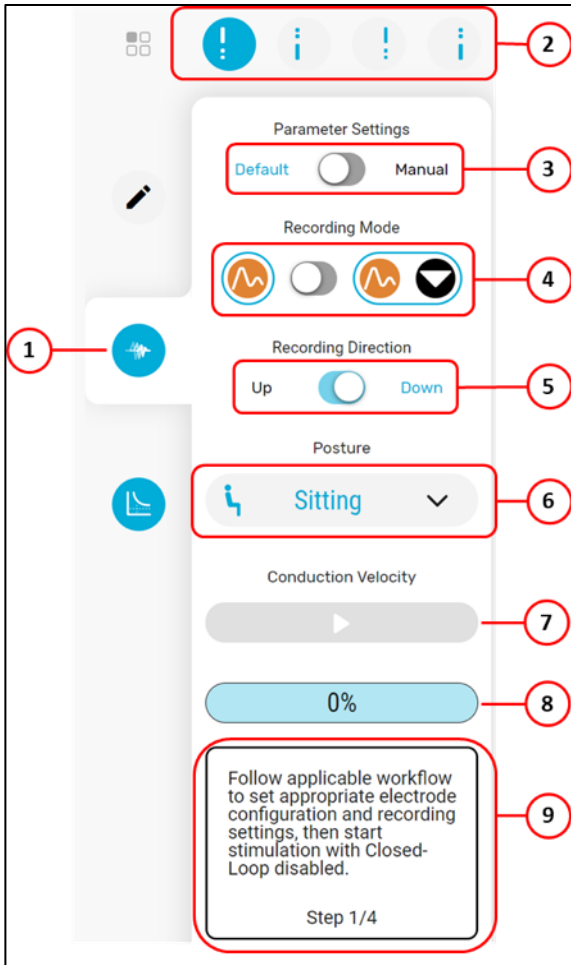 2
Parameter Settings
Default Manual
3
Recording Mode
4
1
Recording Direction
Up Down
5
Posture
Sitting
6
Conduction Velocity
7
0%
8
Follow applicable workflow
to set appropriate electrode
configuration and recording
settings, then start
stimulation with Closed-
Loop disabled.
9
Step 1/4